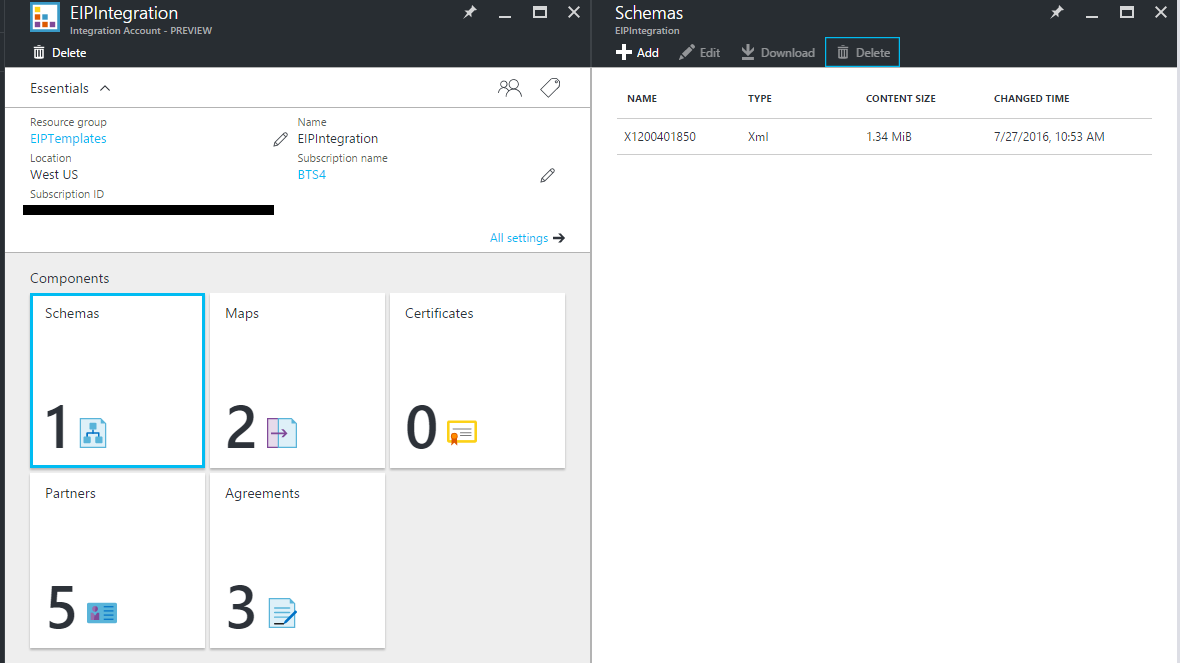 EIPIntegration
Integration Account - PREVIEW
Delete
Essentials
Resource group
EIPTemplates
Name
EIPIntegration
Location
West US
Subscription name
BTS4
Subscription ID
All settings
Components
Schemas
1
Maps
2
Certificates
0
Partners
5
Agreements
3
Schemas
EIPIntegration
Add Edit Download Delete
NAME TYPE CONTENT SIZE CHANGED TIME
X1200401850 Xml 1.34 MiB 7/27/2016, 10:53 AM